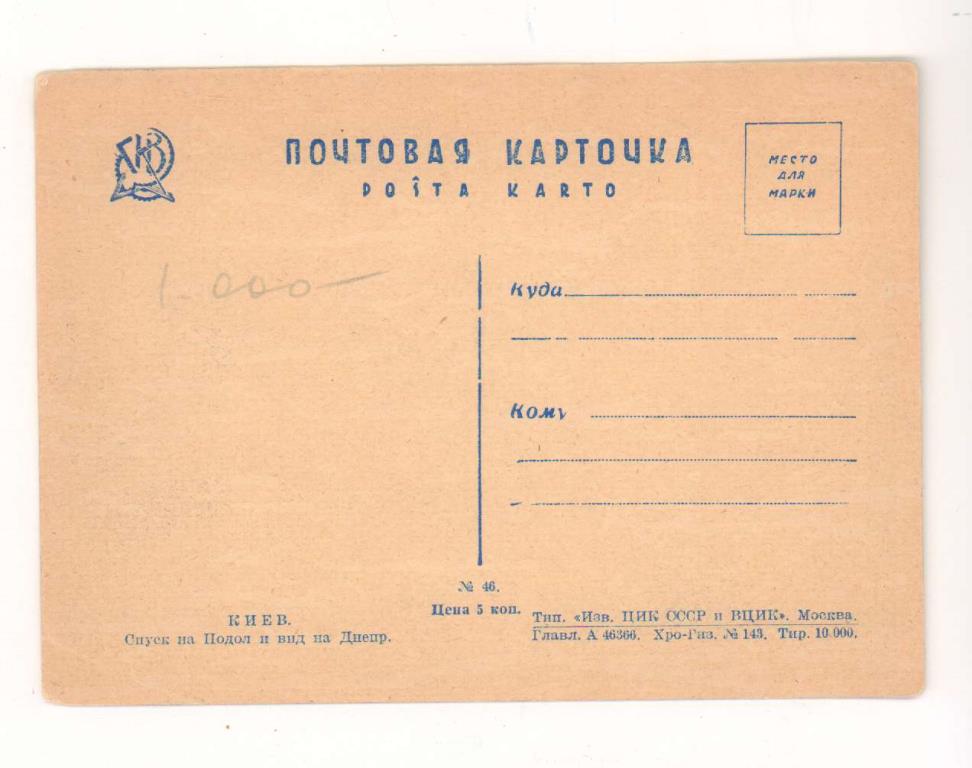 ПОЧТОВАЯ КАРТОЧКА
POŜTA KARTO
МЕСТО
ДЛЯ
МАРКИ
1.000—
Куда
Кому
№ 46.
Цена 5 коп.
КИЕВ.
Спуск на Подол и вид на Днепр.
Тип. «Изв. ЦИК СССР и ВЦИК». Москва.
Главл. А 46366. Хро-Гиз. № 143. Тир. 10.000.